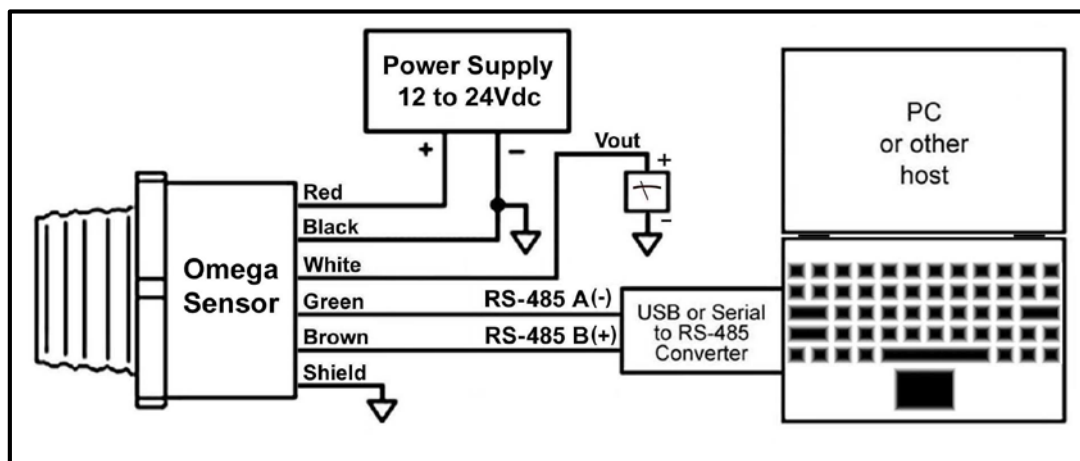 Power Supply
12 to 24Vdc
+
−
Vout
+
−
PC
or other
host
Omega
Sensor
Red
Black
White
Green
Brown
Shield
RS-485 A(-)
RS-485 B(+)
USB or Serial
to RS-485
Converter